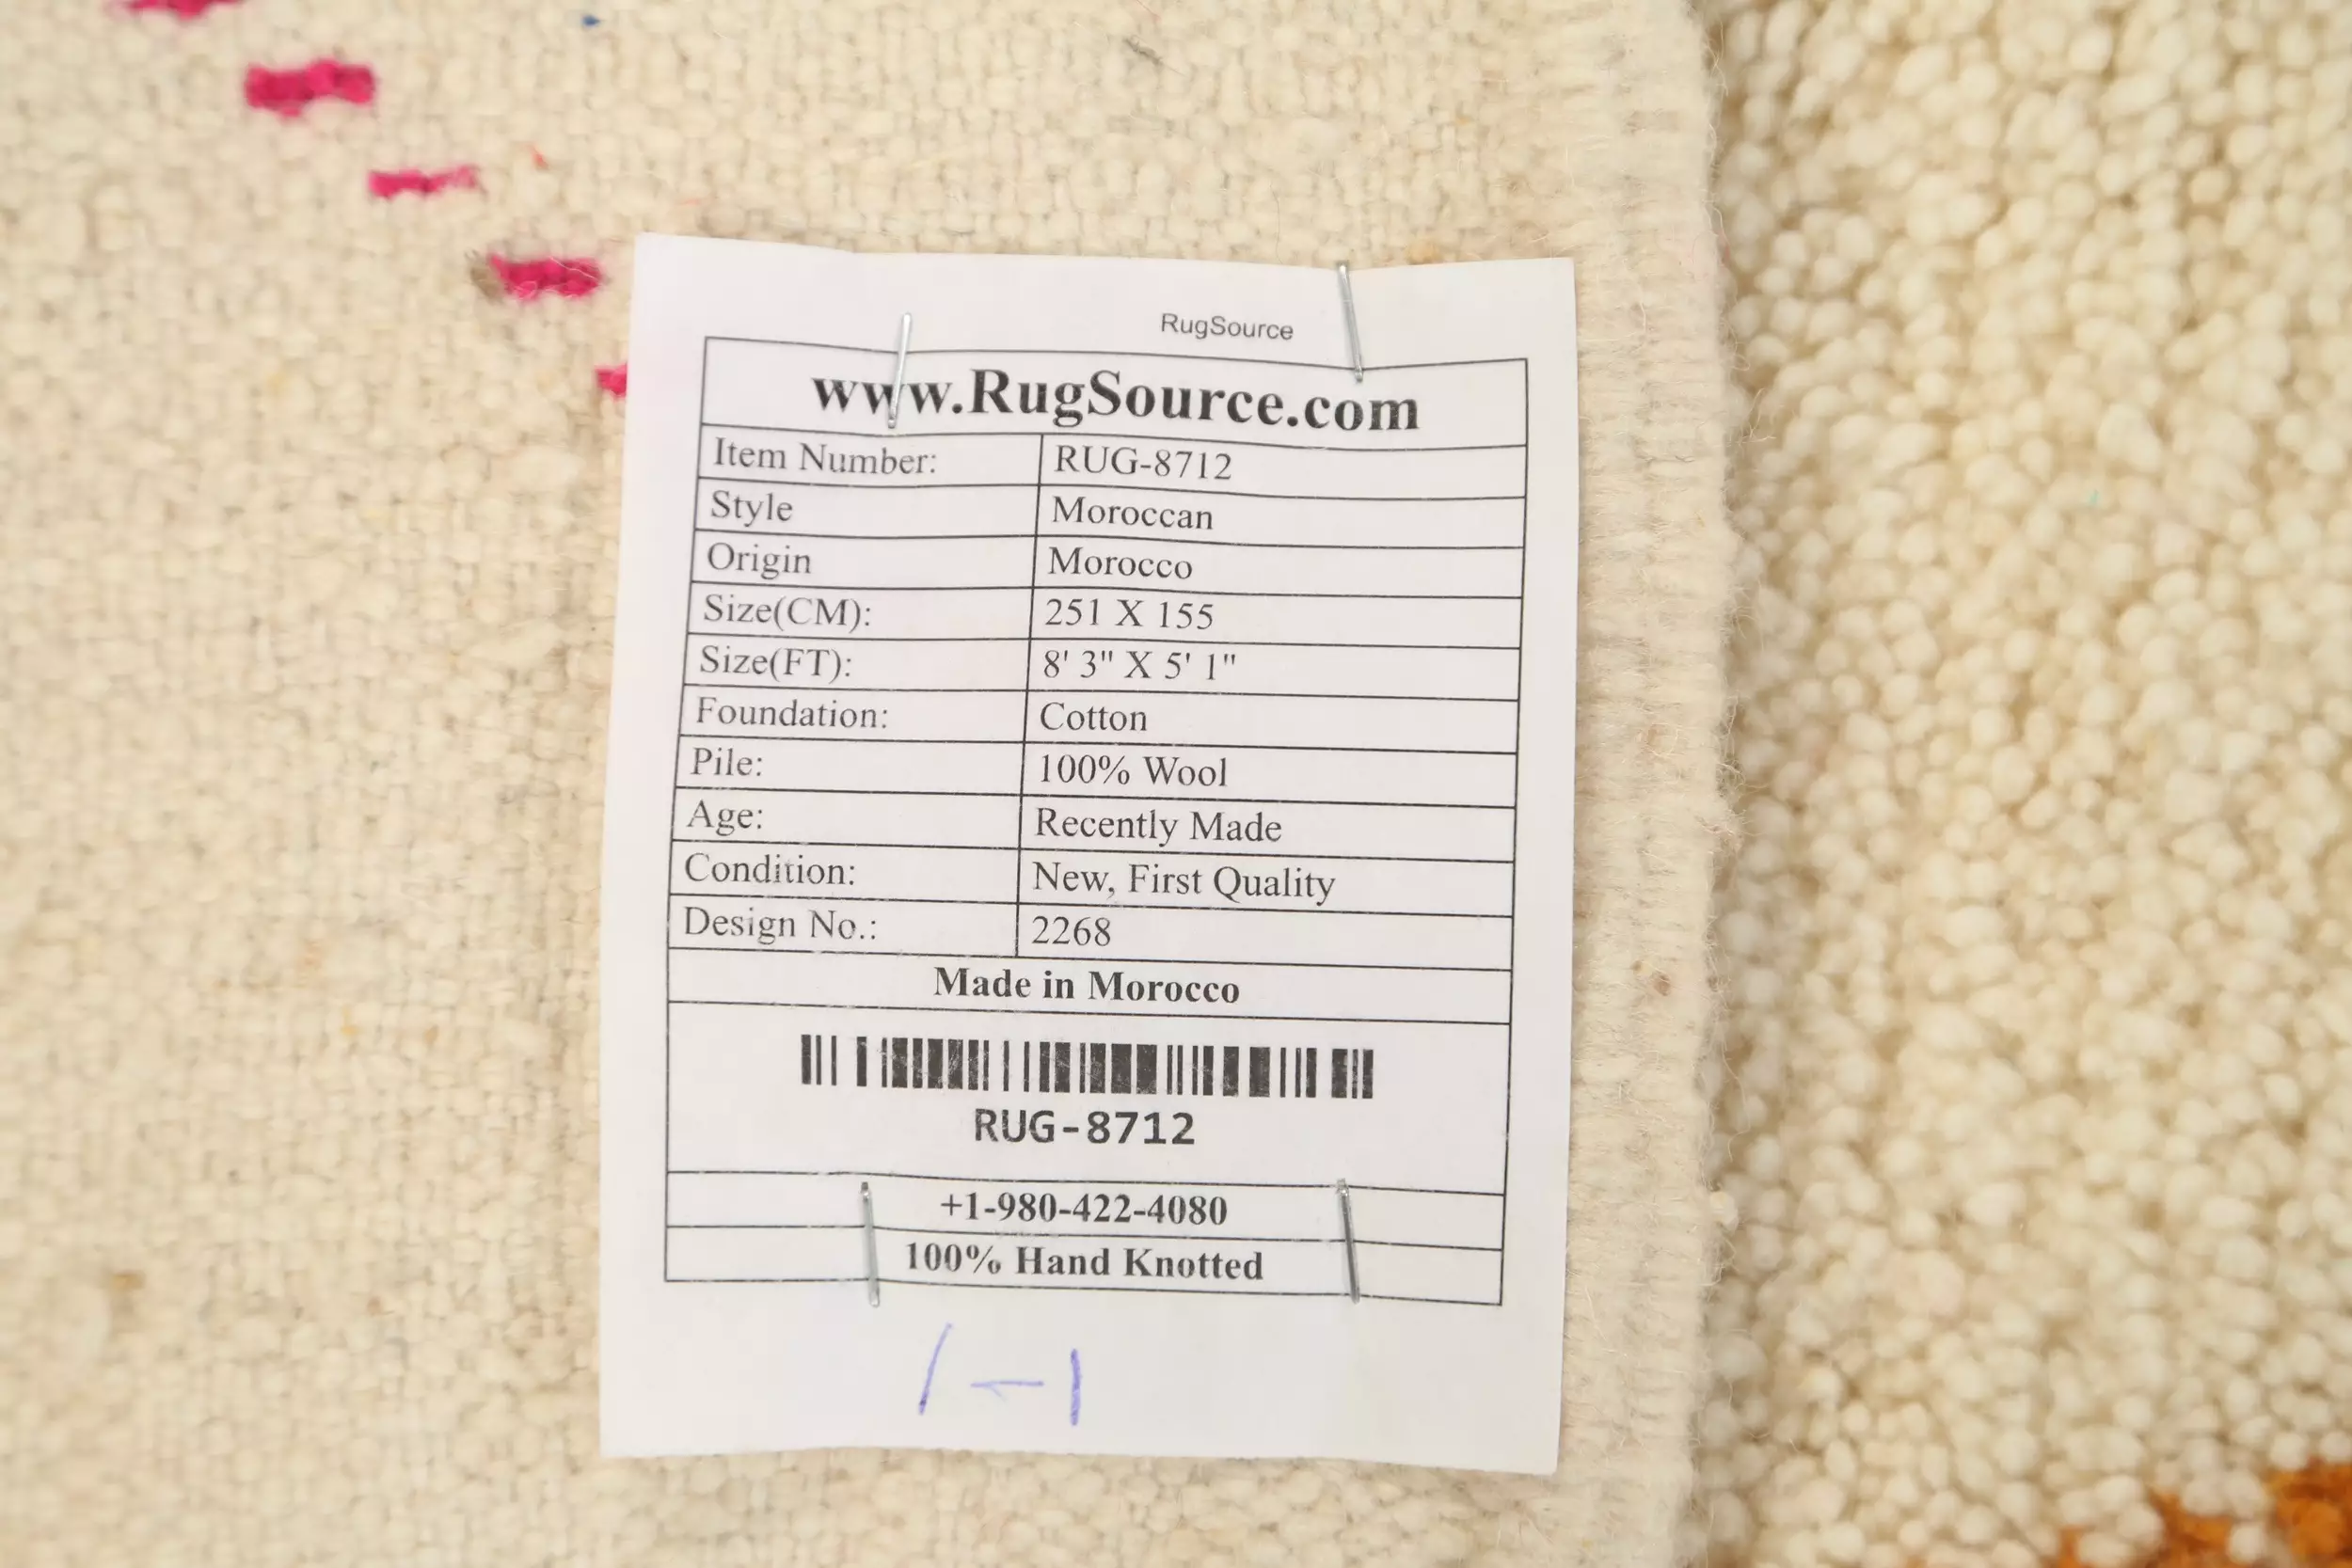 RugSource
www.RugSource.com
Item Number: RUG-8712
Style Moroccan
Origin Morocco
Size(CM): 251 X 155
Size(FT): 8' 3" X 5' 1"
Foundation: Cotton
Pile: 100% Wool
Age: Recently Made
Condition: New, First Quality
Design No.: 2268
Made in Morocco
RUG-8712
+1-980-422-4080
100% Hand Knotted
1-1